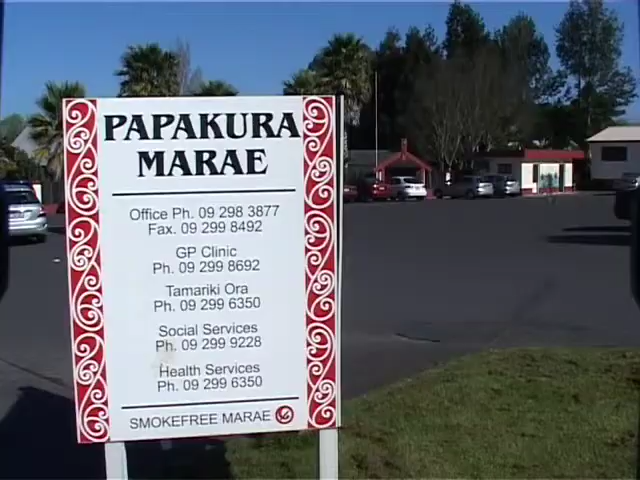 PAPAKURA
MARAE
Office Ph. 09 298 3877
Fax. 09 299 8492
GP Clinic
Ph. 09 299 8692
Tamariki Ora
Ph. 09 299 6350
Social Services
Ph. 09 299 9228
Health Services
Ph. 09 299 6350
SMOKEFREE MARAE